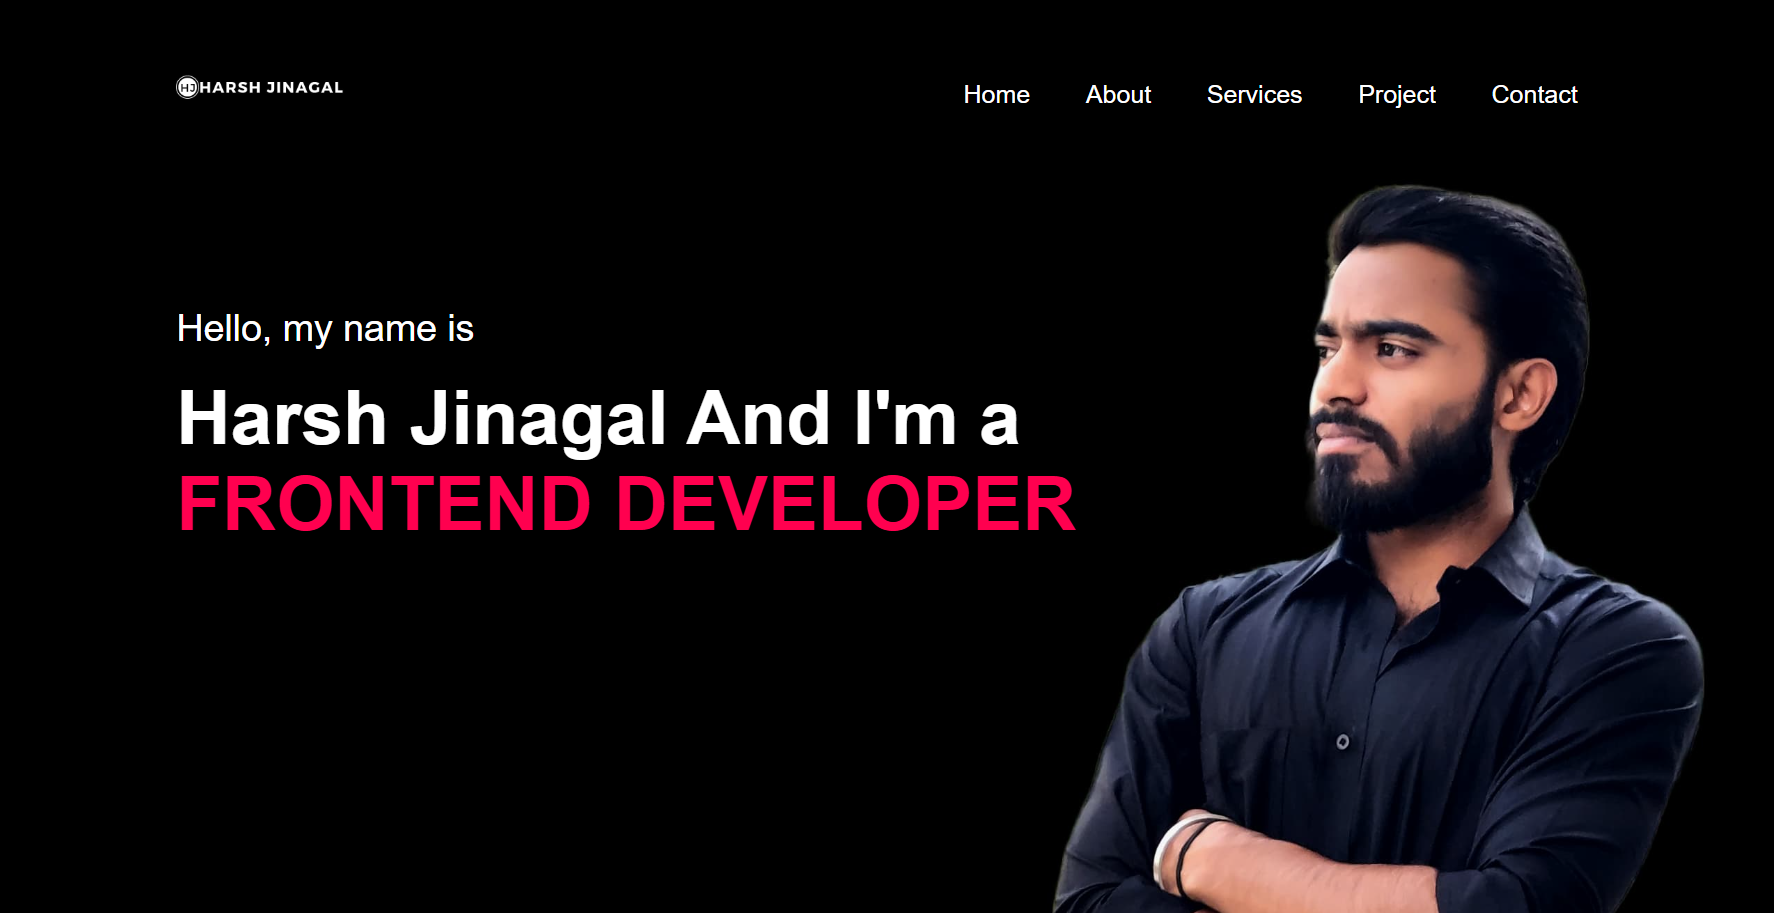 HJ HARSH JINAGAL
Home About Services Project Contact
Hello, my name is
Harsh Jinagal And I'm a
FRONTEND DEVELOPER